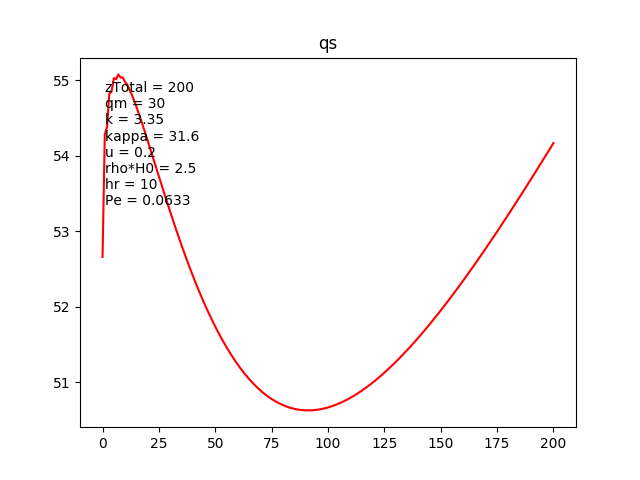 qs
55
zTotal = 200
qm = 30
k = 3.35
kappa = 31.6
54
u = 0.2
rho*H0 = 2.5
hr = 10
Pe = 0.0633
53
52
51
0 25 50 75 100 125 150 175 200